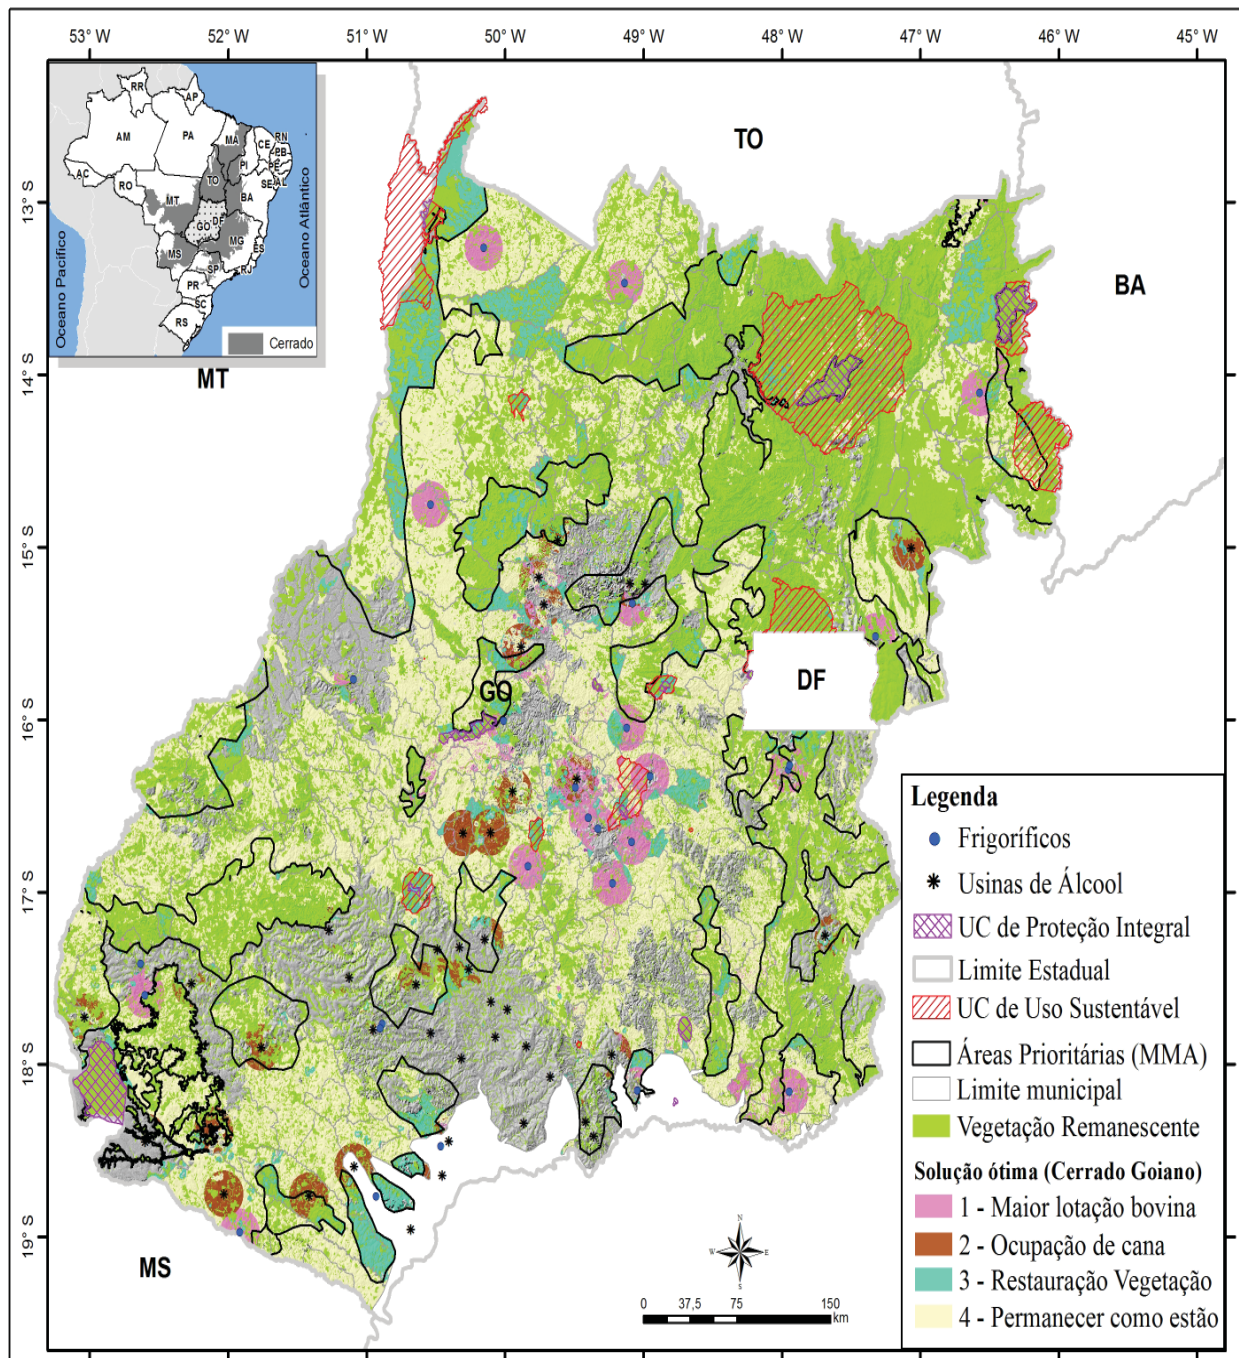 53° W 52° W 51° W 50° W 49° W 48° W 47° W 46° W 45° W
13° S
14° S
15° S
16° S
17° S
18° S
19° S
RR
AP
AM
PA
MA
CE
RN
PB
PE
AL
SE
PI
AC
RO
TO
BA
MT
DF
GO
MG
ES
MS
SP
RJ
PR
SC
RS
Oceano Pacífico
Oceano Atlântico
Cerrado
TO
BA
MT
GO
DF
MS
N
W E
S
0 37,5 75 150
km
Legenda
Frigoríficos
Usinas de Álcool
UC de Proteção Integral
Limite Estadual
UC de Uso Sustentável
Áreas Prioritárias (MMA)
Limite municipal
Vegetação Remanescente
Solução ótima (Cerrado Goiano)
1 - Maior lotação bovina
2 - Ocupação de cana
3 - Restauração Vegetação
4 - Permanecer como estão